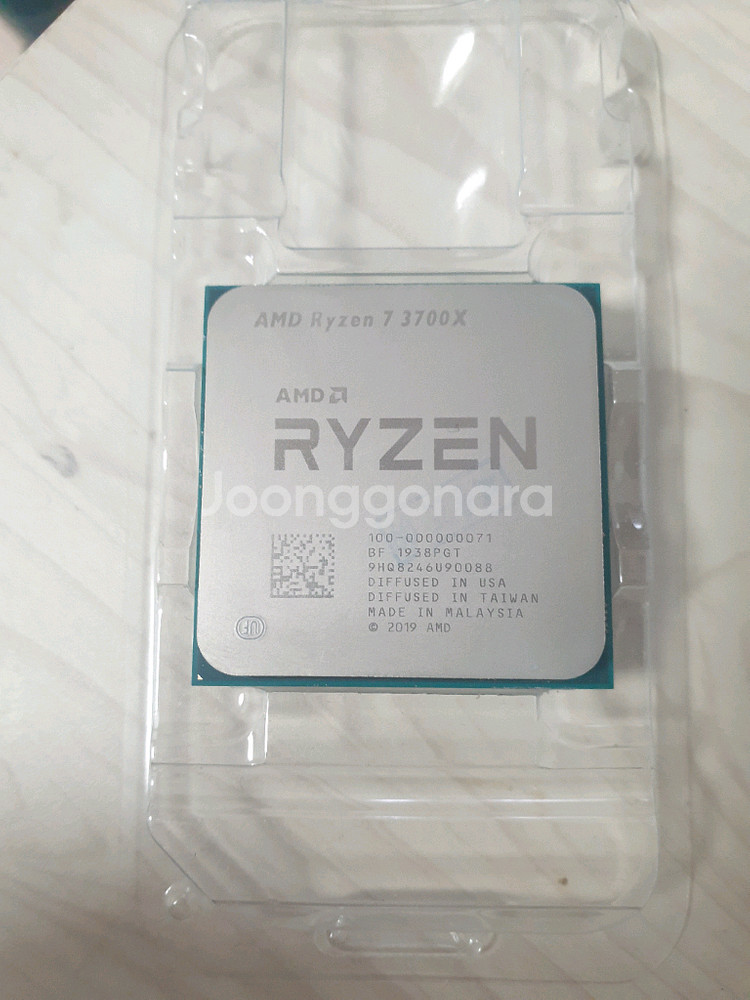 AMD Ryzen 7 3700X
AMD
RYZEN
Joonggonara
100-000000071
BF 1938PGT
9HQ8246U90088
DIFFUSED IN USA
DIFFUSED IN TAIWAN
MADE IN MALAYSIA
© 2019 AMD
UF